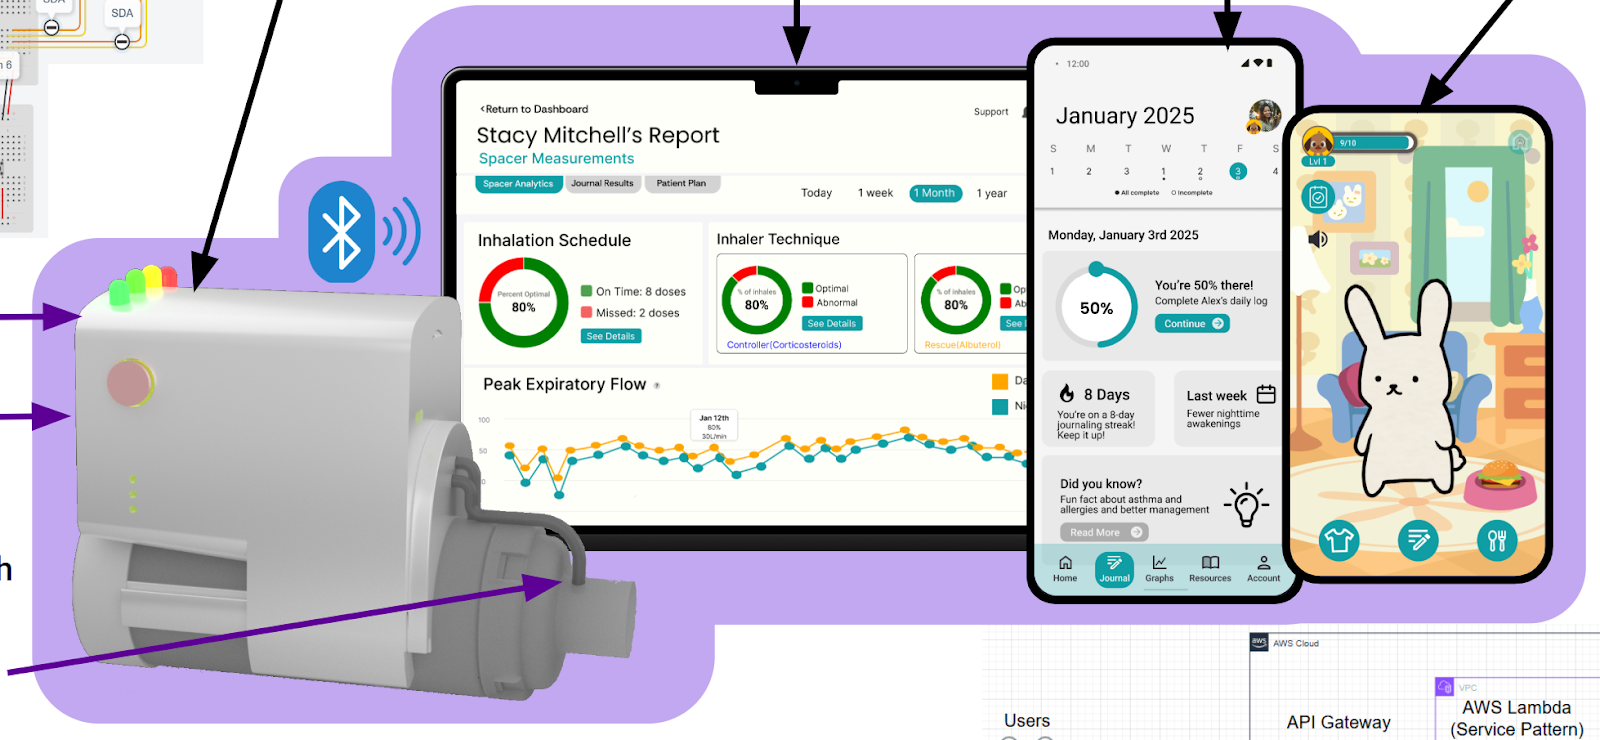 SDA
SDA
n 6
h
‹Return to Dashboard
Support
Stacy Mitchell's Report
Spacer Measurements
Spacer Analytics
Journal Results
Patient Plan
Today
1 week
1 Month
1 year
Inhalation Schedule
Percent Optimal
80%
On Time: 8 doses
Missed: 2 doses
See Details
Inhaler Technique
% of inhales
80%
Optimal
Abnormal
See Details
Controller(Corticosteroids)
% of inhales
80%
Op
Ab
See
Rescue(Albuterol)
Peak Expiratory Flow
Da
Ni
100
50
0
Jan 12th
80%
30L/min
12:00
January 2025
S M T W T F S
1 2 3 1 2 3 4
All complete Incomplete
Monday, January 3rd 2025
50%
You're 50% there!
Complete Alex's daily log
Continue
8 Days
You're on a 8-day
journaling streak!
Keep it up!
Last week
Fewer nighttime
awakenings
Did you know?
Fun fact about asthma and
allergies and better management
Read More
Home
Journal
Graphs
Resources
Account
9/10
Lvl 1
aws
AWS Cloud
VPC
Users
API Gateway
AWS Lambda
(Service Pattern)